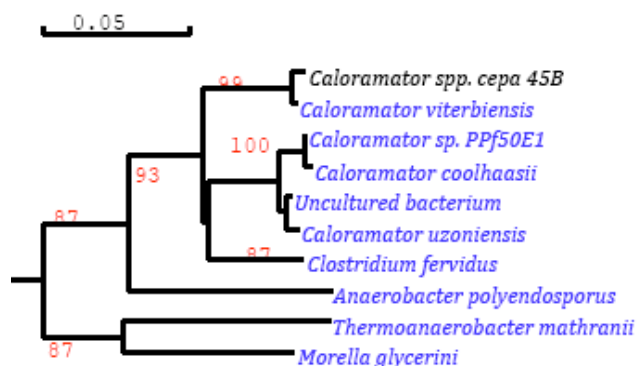 0.05
99
Caloramator spp. cepa 45B
Caloramator viterbiensis
100
Caloramator sp. PPf50E1
93
Caloramator coolhaasii
Uncultured bacterium
87
Caloramator uzoniensis
87
Clostridium fervidus
Anaerobacter polyendosporus
Thermoanaerobacter mathranii
87
Morella glycerini